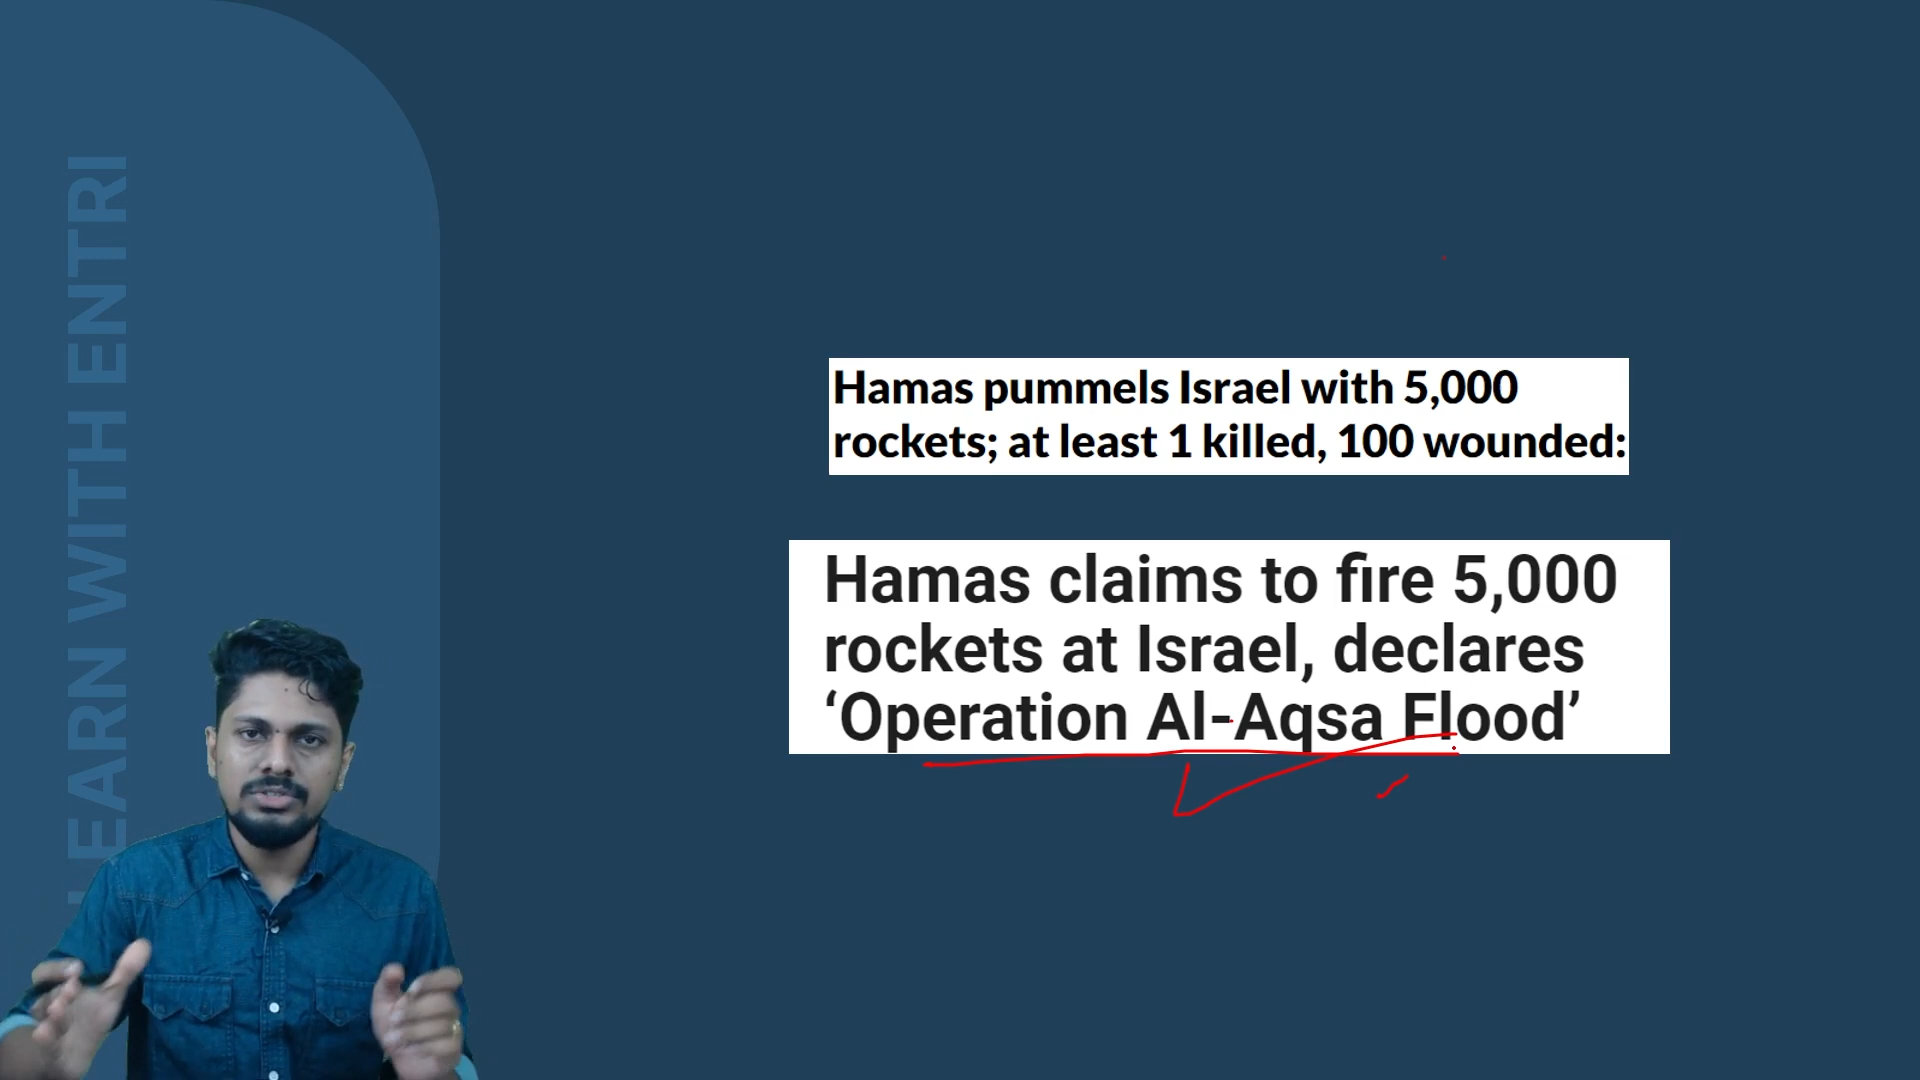 LEARN WITH ENTRI
Hamas pummels Israel with 5,000
rockets; at least 1 killed, 100 wounded:
Hamas claims to fire 5,000
rockets at Israel, declares
‘Operation Al-Aqsa Flood’